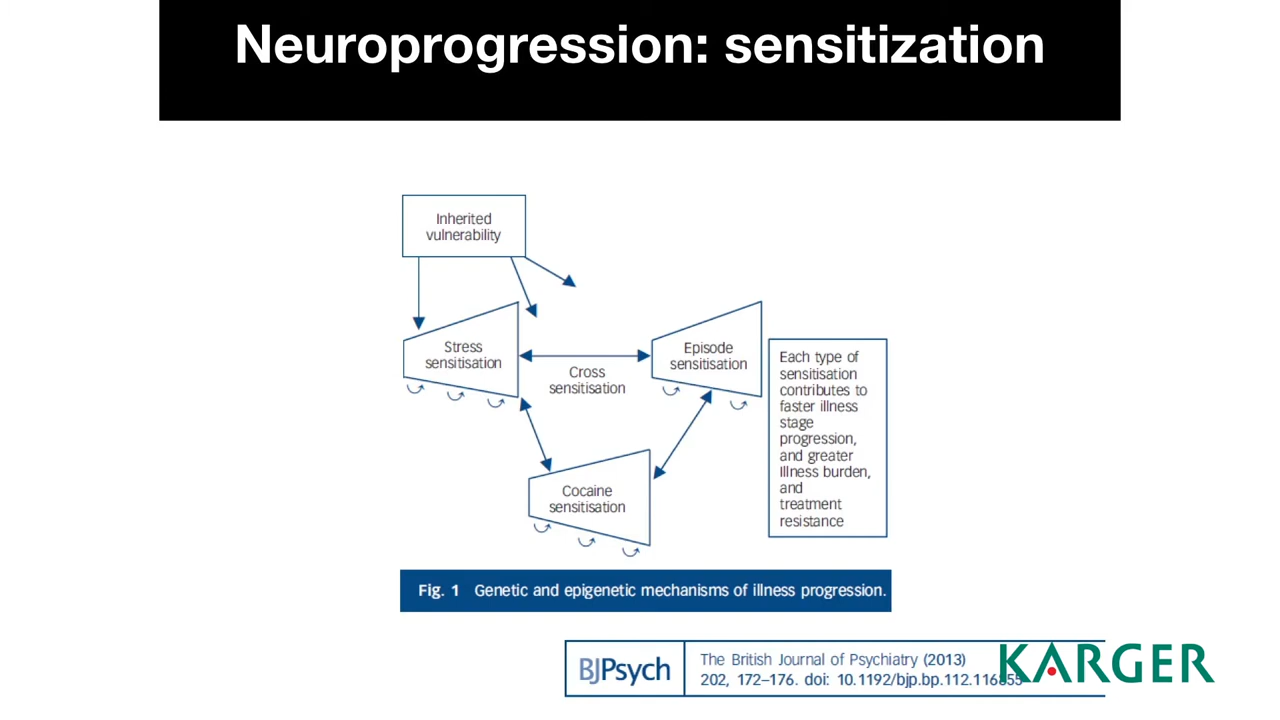 Neuroprogression: sensitization
Inherited
vulnerability
Stress
sensitisation
Cross
sensitisation
Episode
sensitisation
Each type of
sensitisation
contributes to
faster illness
stage
progression,
and greater
illness burden,
and
treatment
resistance
Cocaine
sensitisation
Fig. 1 Genetic and epigenetic mechanisms of illness progression.
BJPsych
The British Journal of Psychiatry (2013)
202, 172–176. doi: 10.1192/bjp.bp.112.116855
KARGER